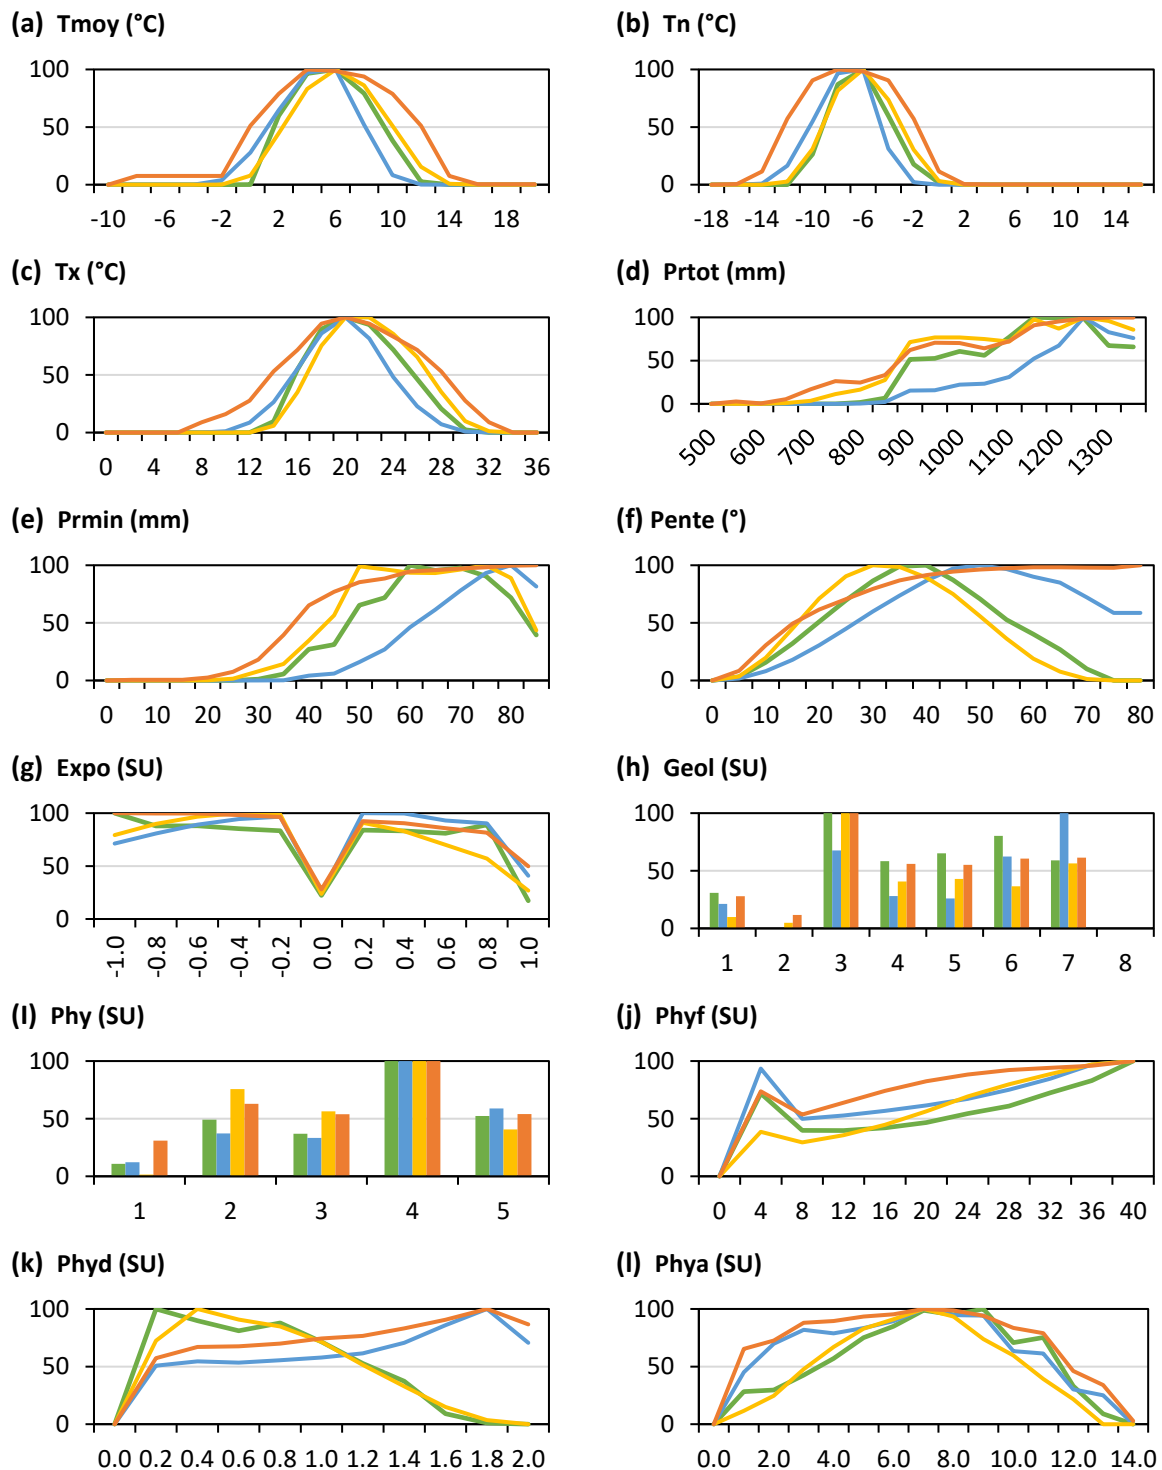 (a) Tmoy (°C)
100
50
0
-10 -6 -2 2 6 10 14 18
(b) Tn (°C)
100
50
0
-18 -14 -10 -6 -2 2 6 10 14
(c) Tx (°C)
100
50
0
0 4 8 12 16 20 24 28 32 36
(d) Prtot (mm)
100
50
0
500 600 700 800 900 1000 1100 1200 1300
(e) Prmin (mm)
100
50
0
0 10 20 30 40 50 60 70 80
(f) Pente (°)
100
50
0
0 10 20 30 40 50 60 70 80
(g) Expo (SU)
100
50
0
-1.0 -0.8 -0.6 -0.4 -0.2 0.0 0.2 0.4 0.6 0.8 1.0
(h) Geol (SU)
100
50
0
1 2 3 4 5 6 7 8
(I) Phy (SU)
100
50
0
1 2 3 4 5
(j) Phyf (SU)
100
50
0
0 4 8 12 16 20 24 28 32 36 40
(k) Phyd (SU)
100
50
0
0.0 0.2 0.4 0.6 0.8 1.0 1.2 1.4 1.6 1.8 2.0
(l) Phya (SU)
100
50
0
0.0 2.0 4.0 6.0 8.0 10.0 12.0 14.0